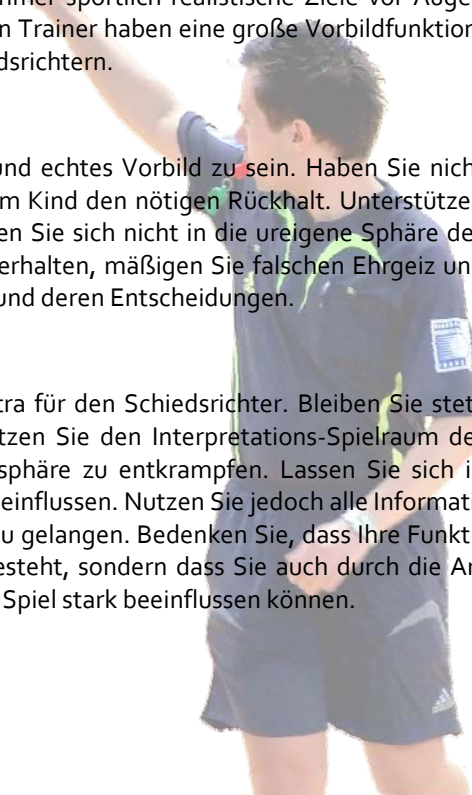 sportlich realistische Ziele vor
n Trainer haben eine große Vorbildfunktion
dsrichtern.
und echtes Vorbild zu sein. Haben Sie nich
m Kind den nötigen Rückhalt. Unterstütze
en Sie sich nicht in die ureigene Sphäre de
erhalten, mäßigen Sie falschen Ehrgeiz un
und deren Entscheidungen.
tra für den Schiedsrichter. Bleiben Sie stet
tzen Sie den Interpretations-Spielraum de
sphäre zu entkrampfen. Lassen Sie sich i
einflussen. Nutzen Sie jedoch alle Informati
zu gelangen. Bedenken Sie, dass Ihre Funkt
esteht, sondern dass Sie auch durch die Ar
Spiel stark beeinflussen können.